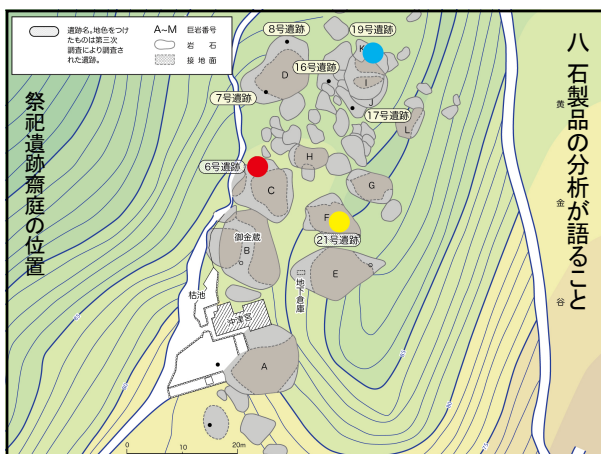 八 石製品の分析が語ること
黄金谷
祭祀遺跡齋庭の位置
遺跡名。地色をつけ
たものは第三次
調査により調査さ
れた遺跡。
A~M 巨岩番号
岩 石
接 地 面
8号遺跡
19号遺跡
K
16号遺跡
D
I
7号遺跡
J
17号遺跡
L
6号遺跡
H
C
G
F
21号遺跡
御金蔵
B
E
地下倉庫
枯池
沖津宮
A
0 10 20m